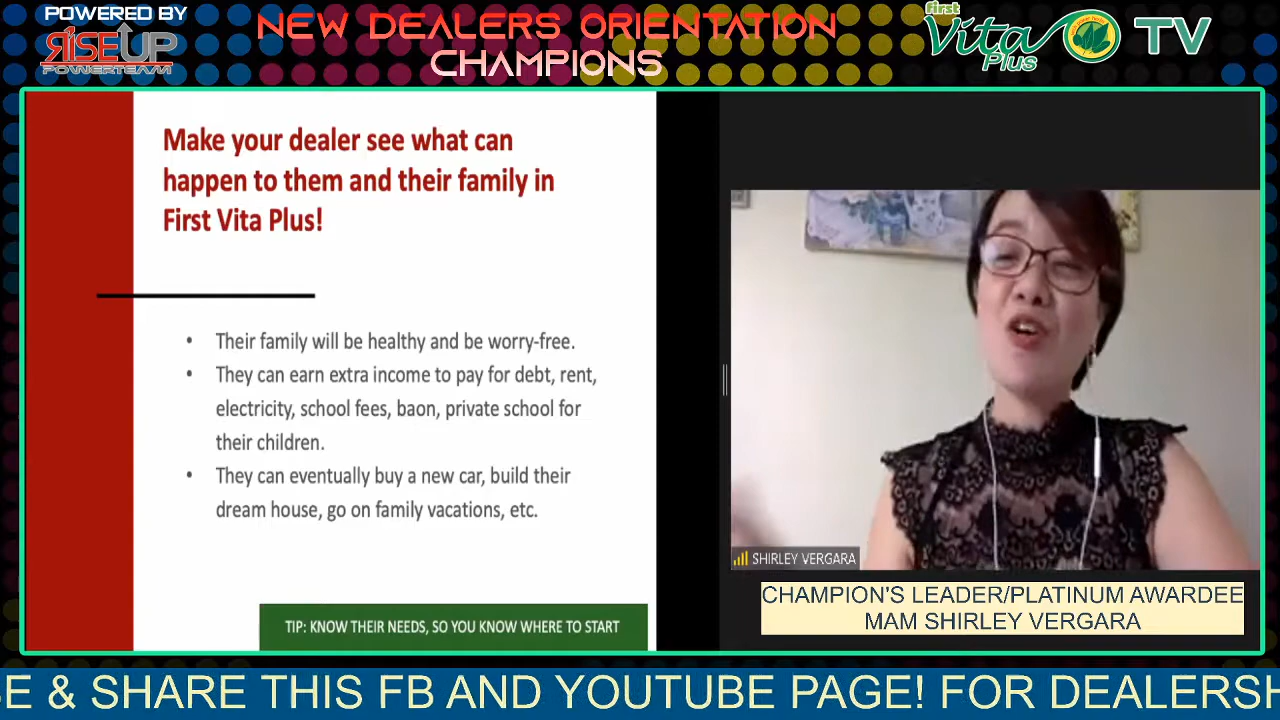 POWERED BY
RISEUP
POWERTEAM
NEW DEALERS ORIENTATION
CHAMPIONS
First
Vita
Plus
TV
Make your dealer see what can
happen to them and their family in
First Vita Plus!
• Their family will be healthy and be worry-free.
• They can earn extra income to pay for debt, rent,
electricity, school fees, baon, private school for
their children.
• They can eventually buy a new car, build their
dream house, go on family vacations, etc.
TIP: KNOW THEIR NEEDS, SO YOU KNOW WHERE TO START
SHIRLEY VERGARA
CHAMPION'S LEADER/PLATINUM AWARDEE
MAM SHIRLEY VERGARA
& SHARE THIS FB AND YOUTUBE PAGE! FOR